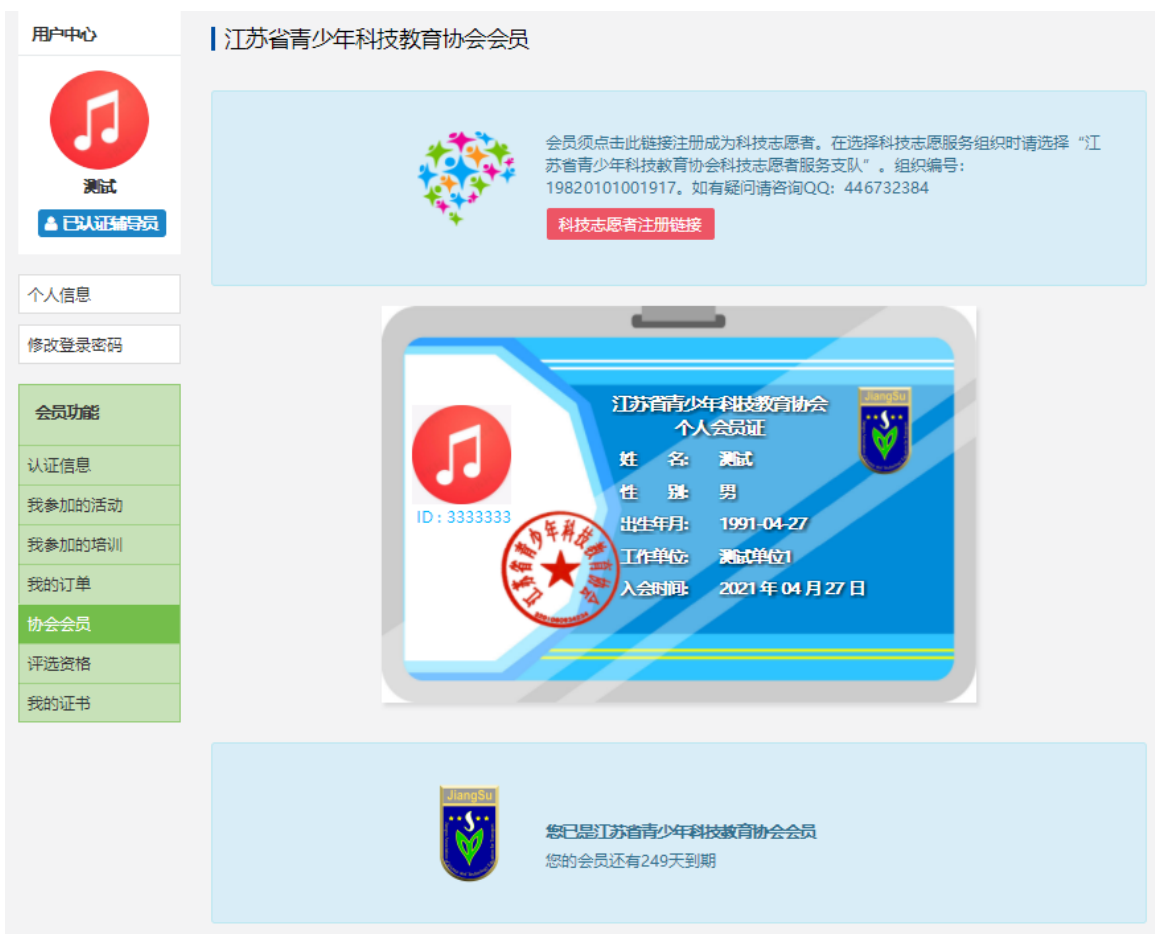 用户中心
测试
已认证辅导员
个人信息
修改登录密码
会员功能
认证信息
我参加的活动
我参加的培训
我的订单
协会会员
评选资格
我的证书
江苏省青少年科技教育协会会员
会员须点击此链接注册成为科技志愿者。在选择科技志愿服务组织时请选择“江
苏省青少年科技教育协会科技志愿者服务支队”。组织编号：
19820101001917。如有疑问请咨询QQ：446732384
科技志愿者注册链接
江苏省青少年科技教育协会
个人会员证
JiangSu
姓 名: 测试
性 别: 男
出生年月: 1991-04-27
工作单位: 测试单位1
入会时间: 2021 年 04 月 27 日
ID : 3333333
江苏省青少年科技教育协会
JiangSu
您已是江苏省青少年科技教育协会会员
您的会员还有249天到期